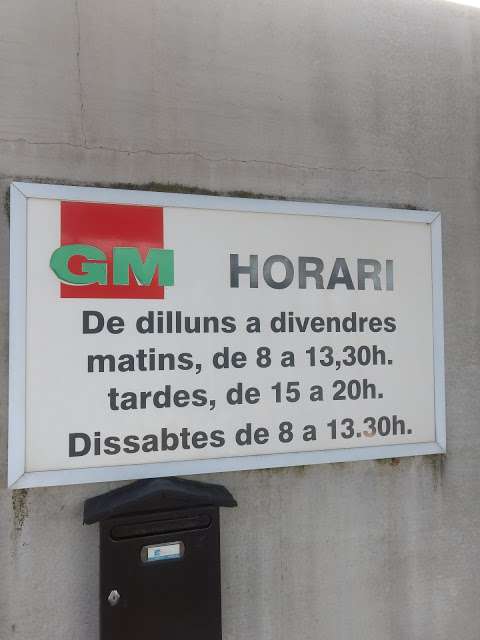 GM HORARI
De dilluns a divendres
matins, de 8 a 13,30h.
tardes, de 15 a 20h.
Dissabtes de 8 a 13.30h.